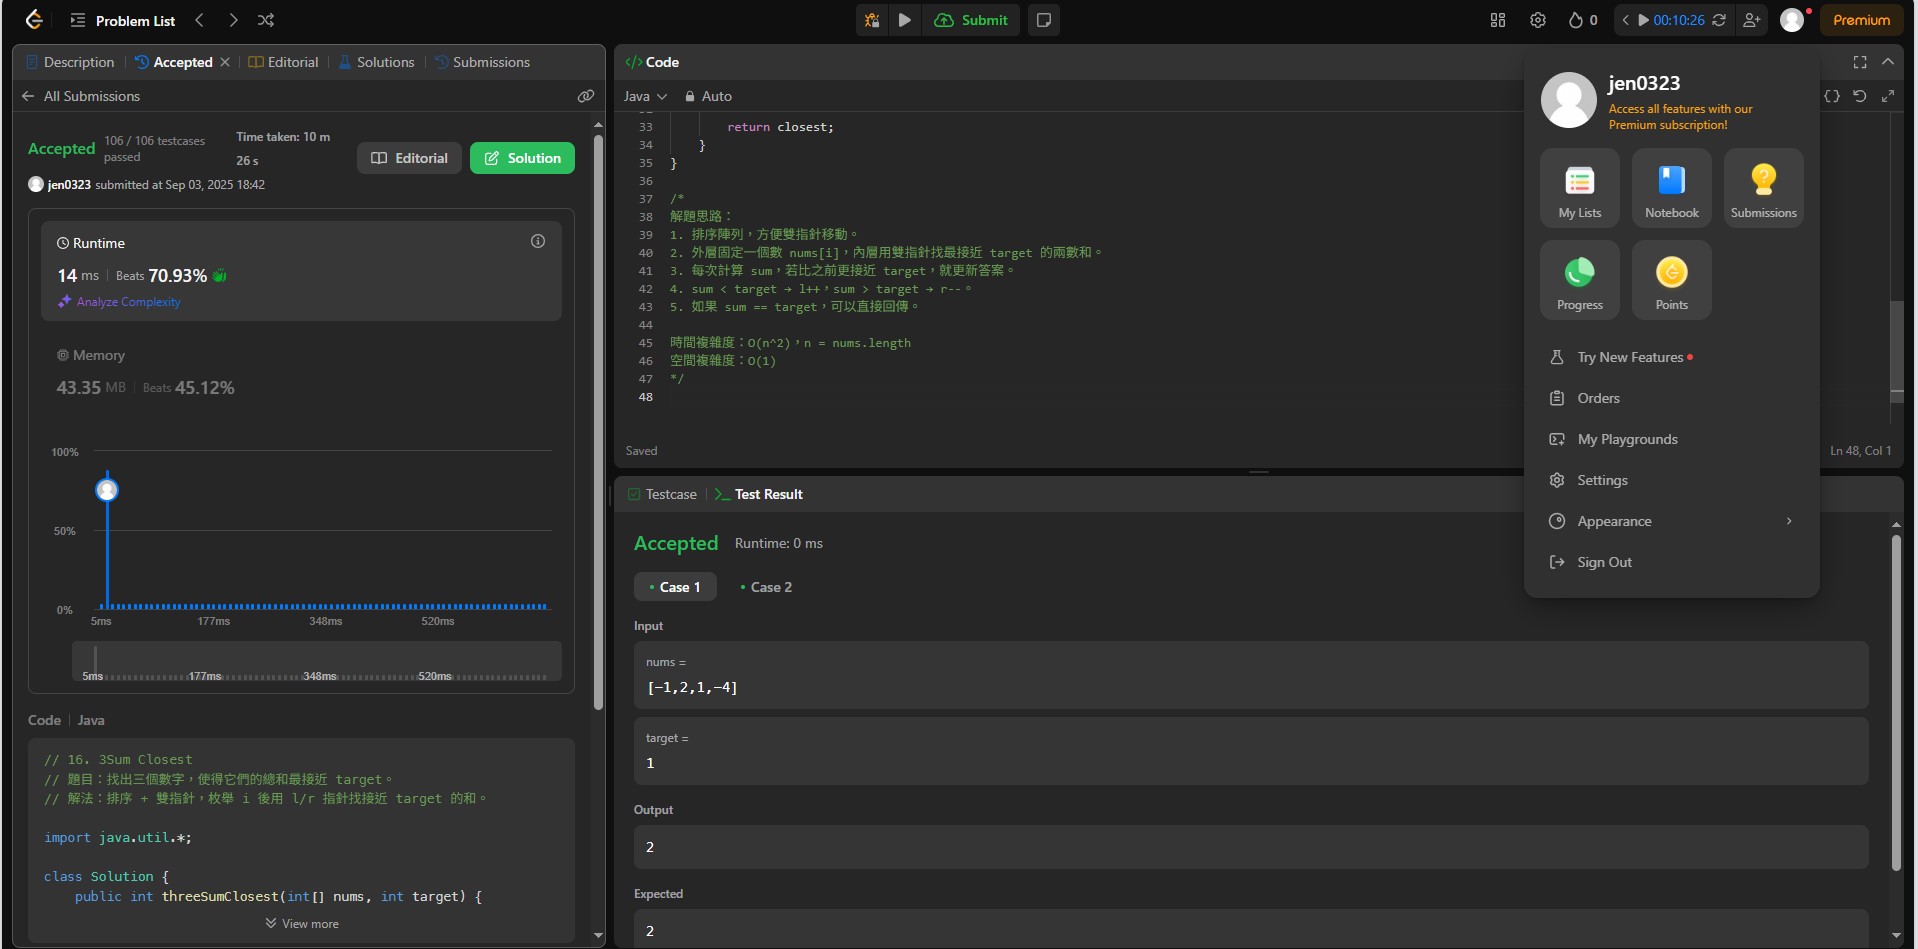 Problem List
Submit
0
00:10:26
Premium
Description
Accepted
Editorial
Solutions
Submissions
All Submissions
Accepted
106 / 106 testcases
passed
Time taken: 10 m
26 s
Editorial
Solution
jen0323 submitted at Sep 03, 2025 18:42
Runtime
14 ms
Beats 70.93%
Analyze Complexity
Memory
43.35 MB
Beats 45.12%
100%
50%
0%
5ms
177ms
348ms
520ms
5ms
177ms
348ms
520ms
Code
Java
// 16. 3Sum Closest
// 題目：找出三個數字，使得它們的總和最接近 target。
// 解法：排序 + 雙指針，枚舉 i 後用 l/r 指針找接近 target 的和。
import java.util.*;
class Solution {
public int threeSumClosest(int[] nums, int target) {
View more
Code
Java
Auto
33 return closest;
34 }
35 }
36
37 /*
38 解題思路：
39 1. 排序陣列，方便雙指針移動。
40 2. 外層固定一個數 nums[i]，內層用雙指針找最接近 target 的兩數和。
41 3. 每次計算 sum，若比之前更接近 target，就更新答案。
42 4. sum < target → l++，sum > target → r--。
43 5. 如果 sum == target，可以直接回傳。
44
45 時間複雜度：O(n^2)，n = nums.length
46 空間複雜度：O(1)
47 */
48
Saved
Ln 48, Col 1
Testcase
Test Result
Accepted
Runtime: 0 ms
Case 1
Case 2
Input
nums =
[-1,2,1,-4]
target =
1
Output
2
Expected
2
jen0323
Access all features with our
Premium subscription!
My Lists
Notebook
Submissions
Progress
Points
Try New Features
Orders
My Playgrounds
Settings
Appearance
Sign Out